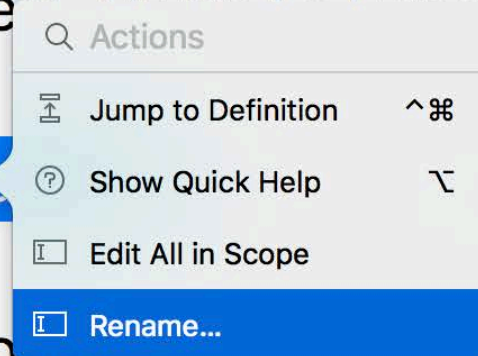 Actions
Jump to Definition ^⌘
Show Quick Help ⌥
Edit All in Scope
Rename...